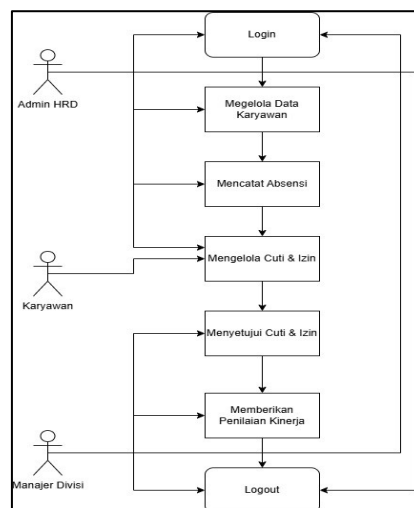 Login
Admin HRD
Megelola Data
Karyawan
Mencatat Absensi
Mengelola Cuti & Izin
Karyawan
Menyetujui Cuti & Izin
Memberikan
Penilaian Kinerja
Manajer Divisi
Logout